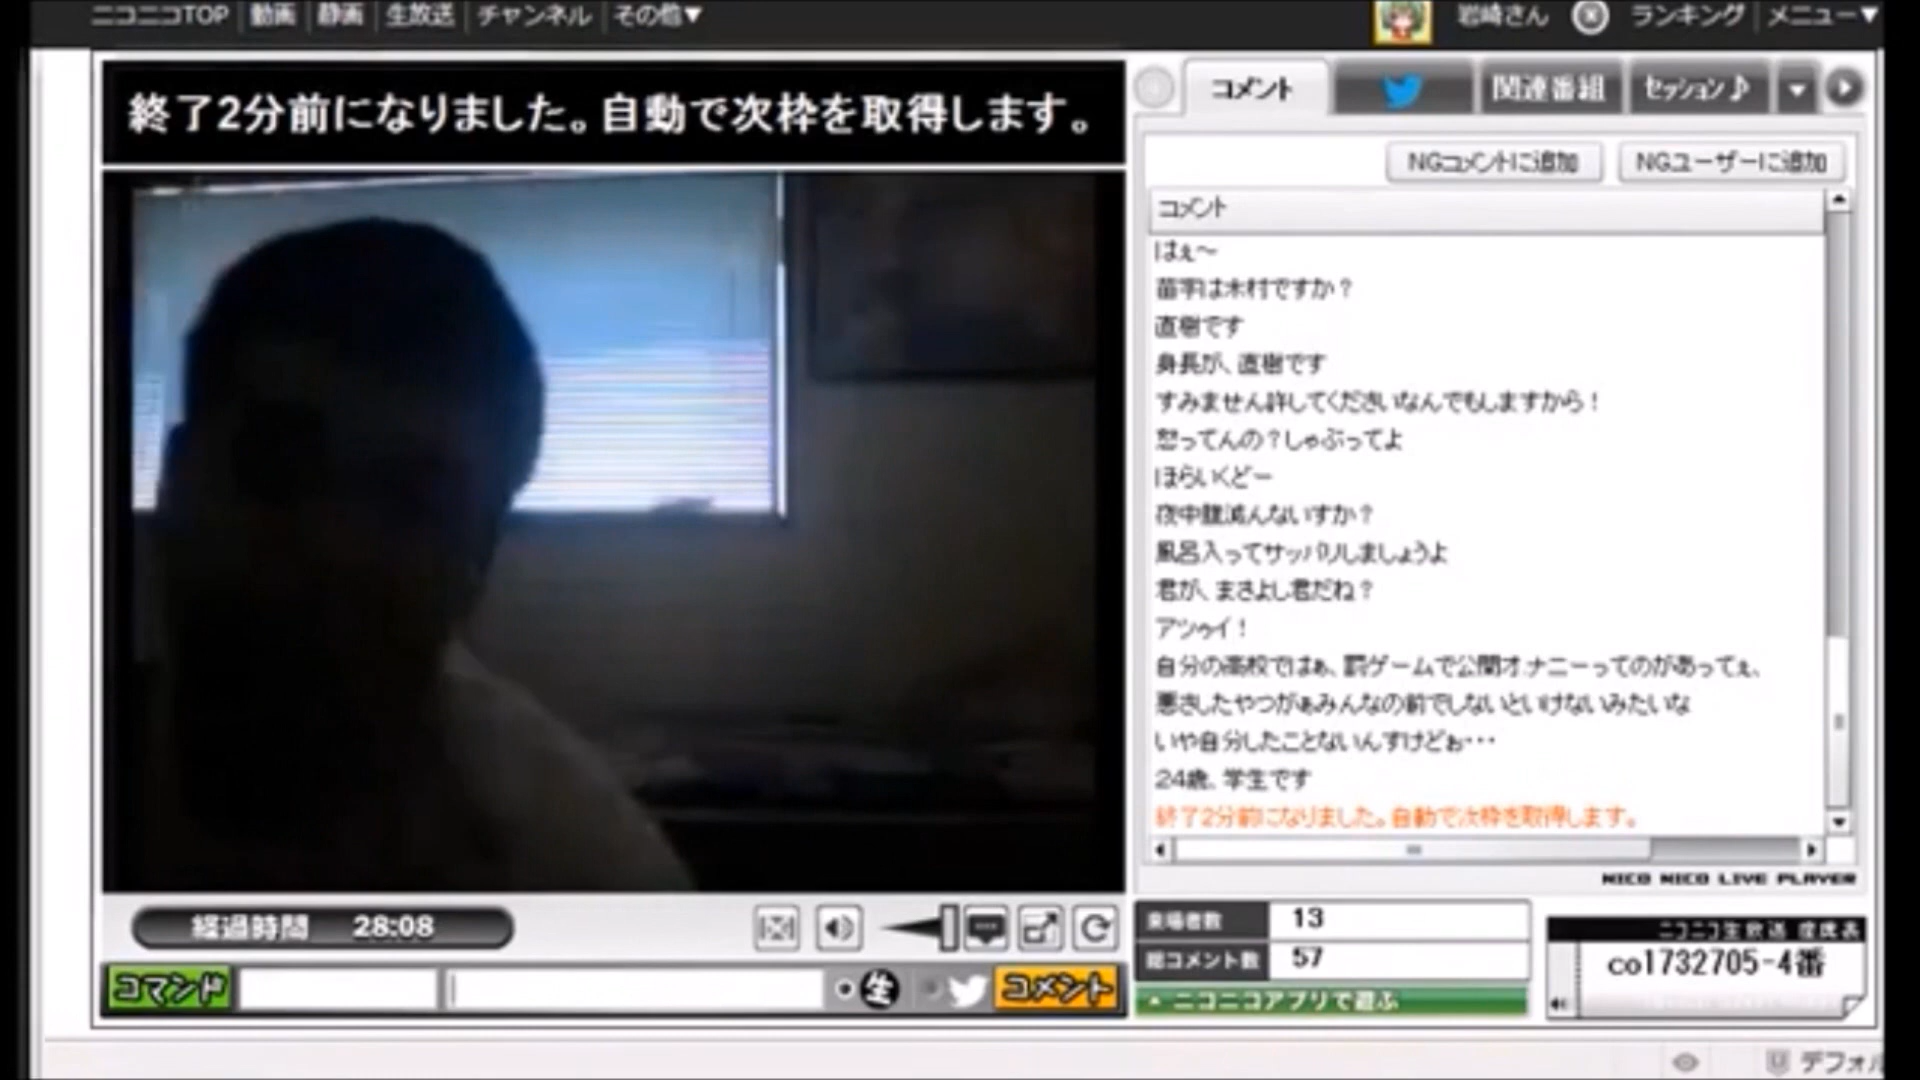 ニコニコTOP 動画 静画 生放送 チャンネル その他▼ 岩崎さん ランキング メニュー▼
終了2分前になりました。自動で次枠を取得します。
コメント 関連番組 セッション♪
NGコメントに追加 NGユーザーに追加
コメント
はぇ～
苗字は木村ですか？
直樹です
身長が、直樹です
すみません許してくださいなんでもしますから！
怒ってんの？しゃぶってよ
ほらいくどー
夜中腹減んないすか？
風呂入ってサッパリしましょうよ
君が、まさよし君だね？
アツゥイ！
自分の高校ではぁ、罰ゲームで公開オナニーってのがあってぇ、
悪さしたやつがぁみんなの前でしないといけないみたいな
いや自分したことないんすけどぉ・・・
24歳、学生です
終了2分前になりました。自動で次枠を取得します。
NICO NICO LIVE PLAYER
経過時間 28:08
来場者数 13
総コメント数 57
ニコニコ生放送 座席表
co1732705-4番
コマンド 生 コメント
ニコニコアプリで遊ぶ
デフォル